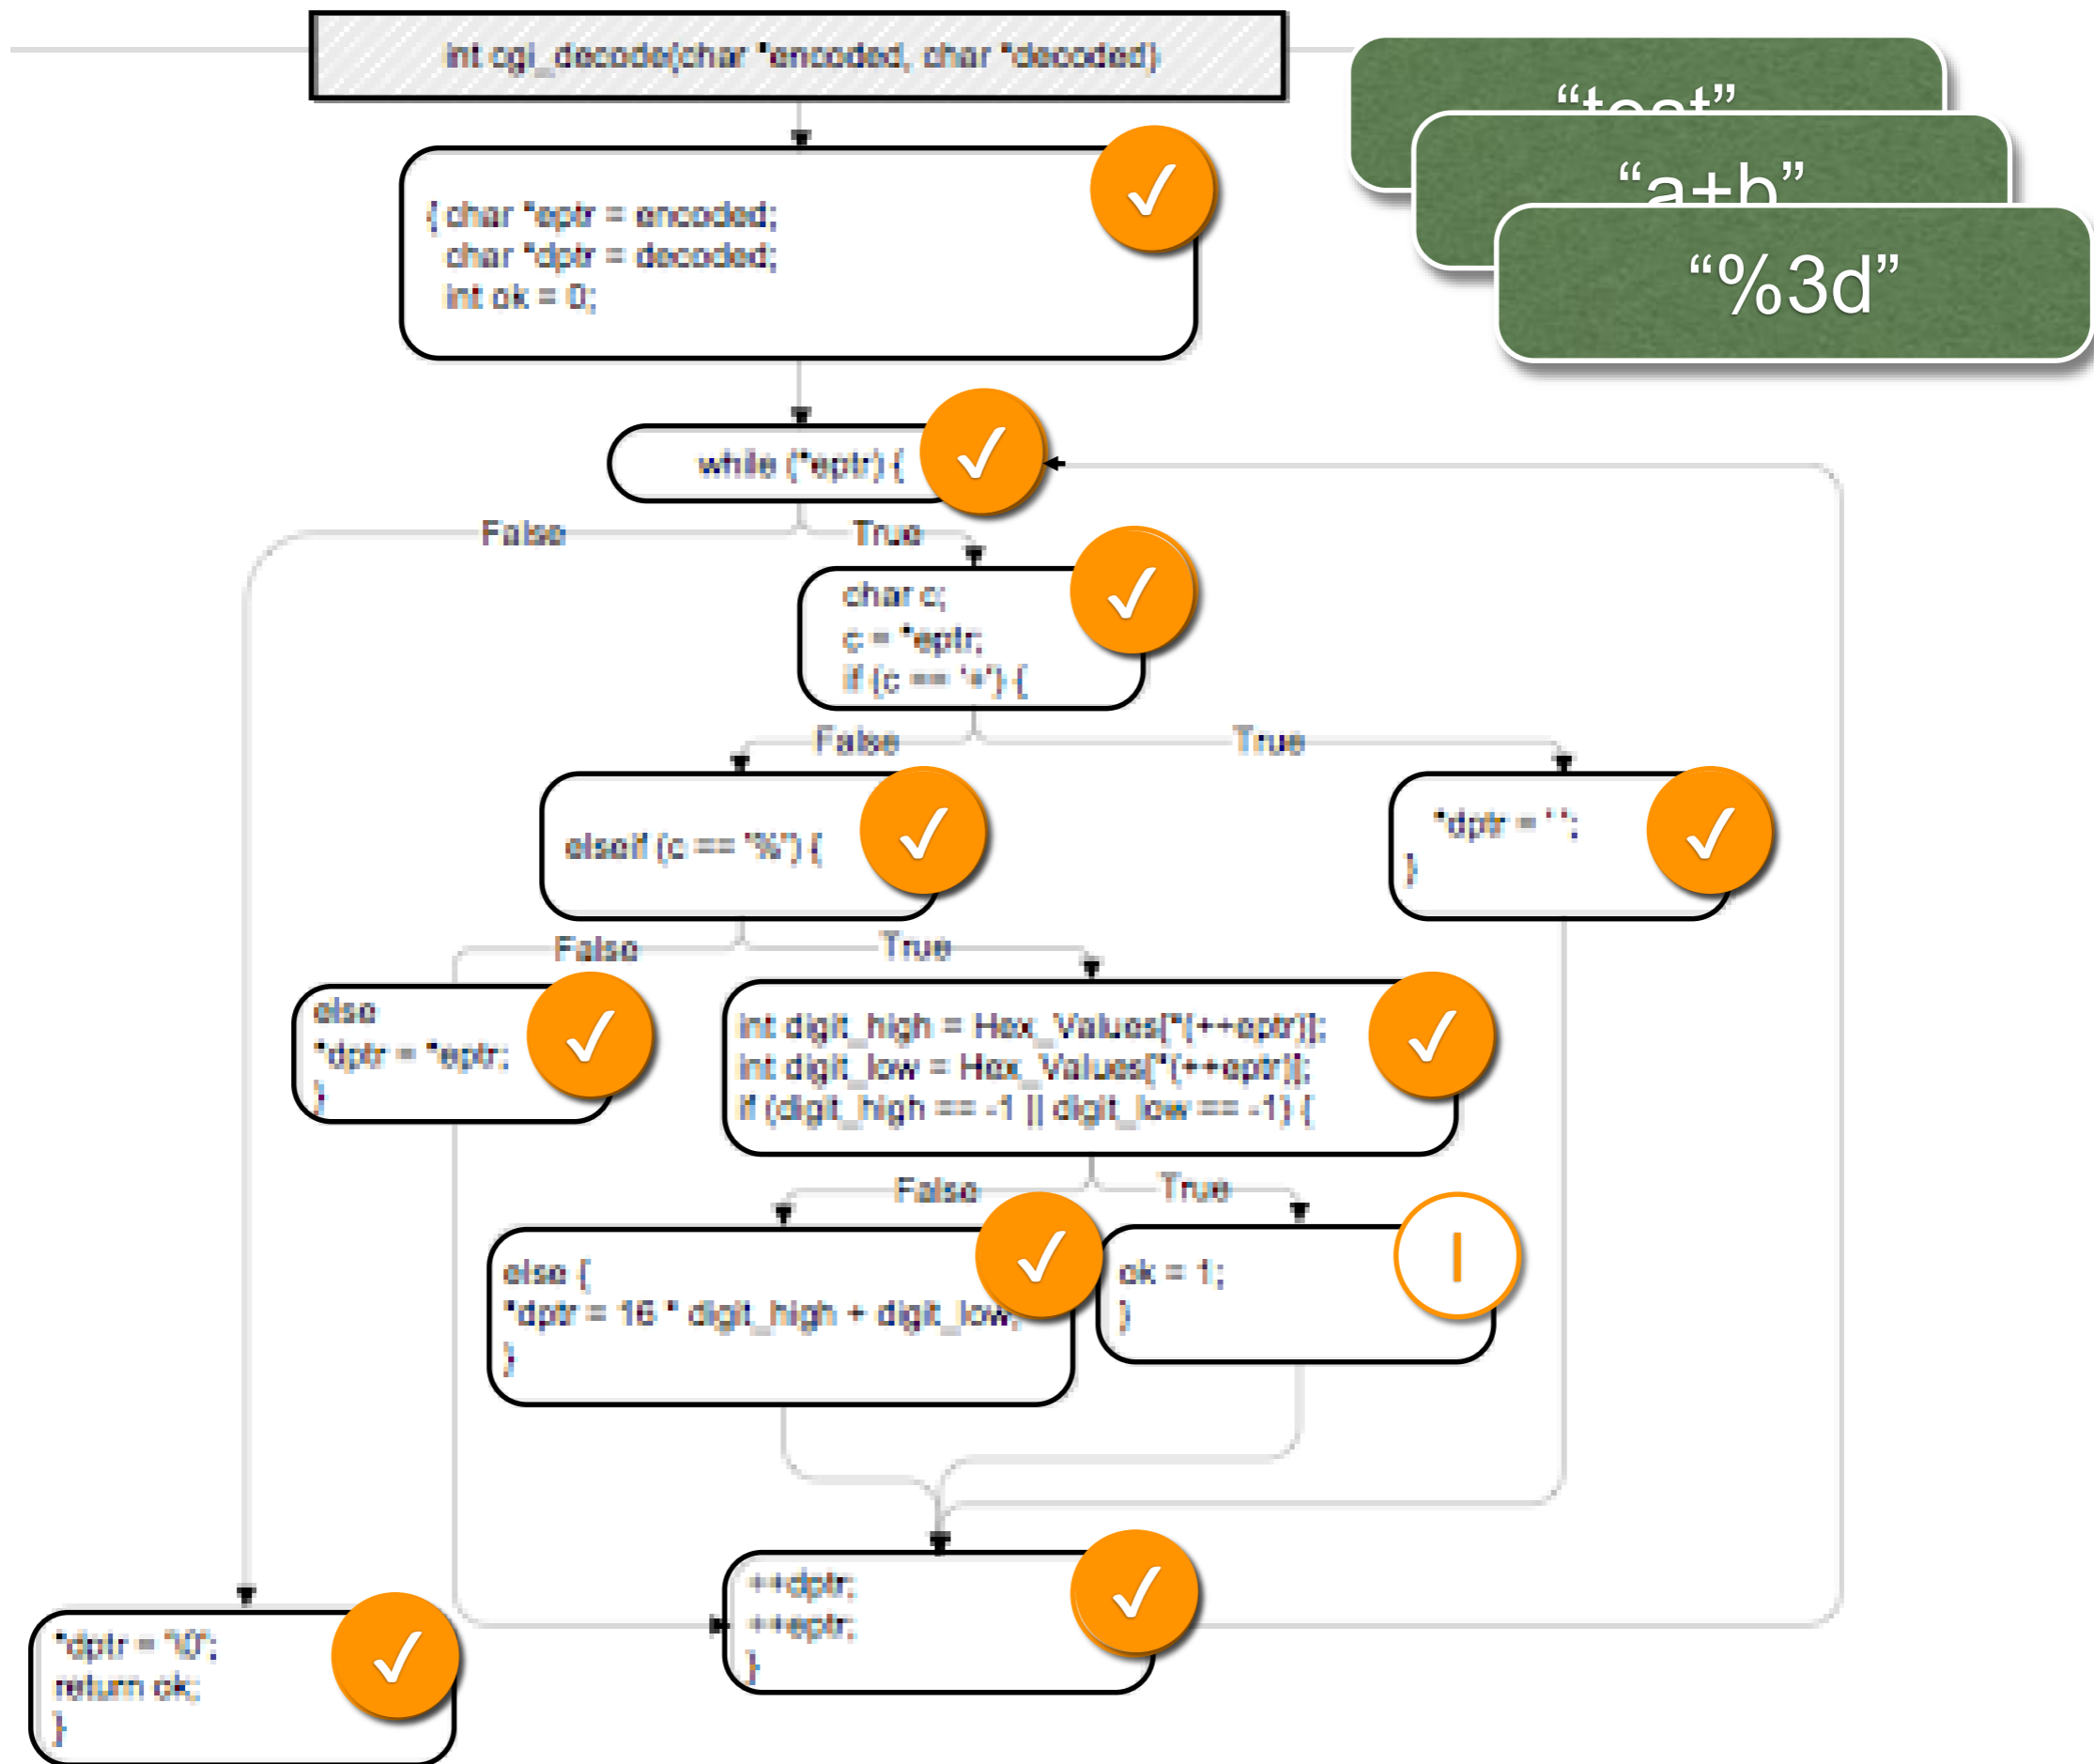 int cgi_decode(char *encoded, char *decoded)
“test”
“a+b”
“%3d”
{ char *eptr = encoded;
char *dptr = decoded;
int ok = 0;
while (*eptr) {
False
True
char c;
c = *eptr;
if (c == '+') {
False
True
elseif (c == '%') {
*dptr = ' ';
}
False
True
else
*dptr = *eptr;
}
int digit_high = Hex_Values[*(++eptr)];
int digit_low = Hex_Values[*(++eptr)];
if (digit_high == -1 || digit_low == -1) {
False
True
else {
*dptr = 16 * digit_high + digit_low;
}
ok = 1;
}
++dptr;
++eptr;
}
*dptr = '\0';
return ok;
}